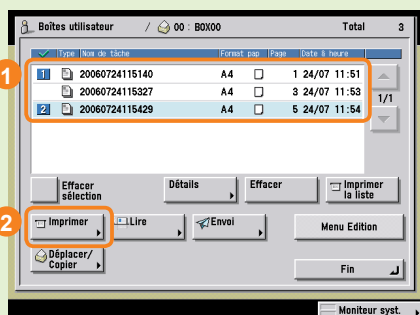 Boîtes utilisateur / 00 : BOX00 Total 3
Type Nom de tâche Format pap Page Date & heure
1 1 20060724115140 A4 1 24/07 11:51
20060724115327 A4 3 24/07 11:53
2 20060724115429 A4 5 24/07 11:54
1/1
Effacer sélection Détails Effacer Imprimer la liste
2 Imprimer Lire Envoi Menu Edition
Déplacer/ Copier Fin
Moniteur syst.